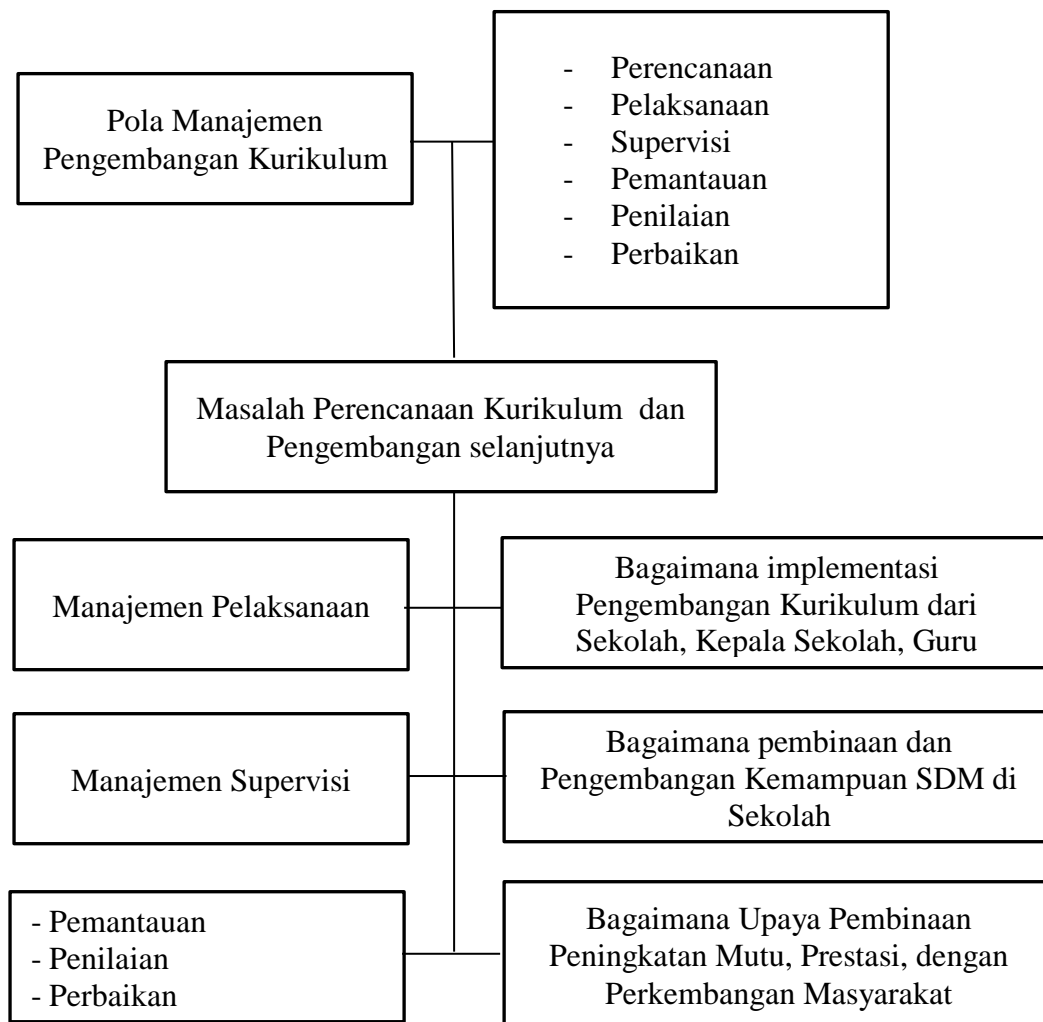 Pola Manajemen
Pengembangan Kurikulum
- Perencanaan
- Pelaksanaan
- Supervisi
- Pemantauan
- Penilaian
- Perbaikan
Masalah Perencanaan Kurikulum dan
Pengembangan selanjutnya
Manajemen Pelaksanaan
Bagaimana implementasi
Pengembangan Kurikulum dari
Sekolah, Kepala Sekolah, Guru
Manajemen Supervisi
Bagaimana pembinaan dan
Pengembangan Kemampuan SDM di
Sekolah
- Pemantauan
- Penilaian
- Perbaikan
Bagaimana Upaya Pembinaan
Peningkatan Mutu, Prestasi, dengan
Perkembangan Masyarakat